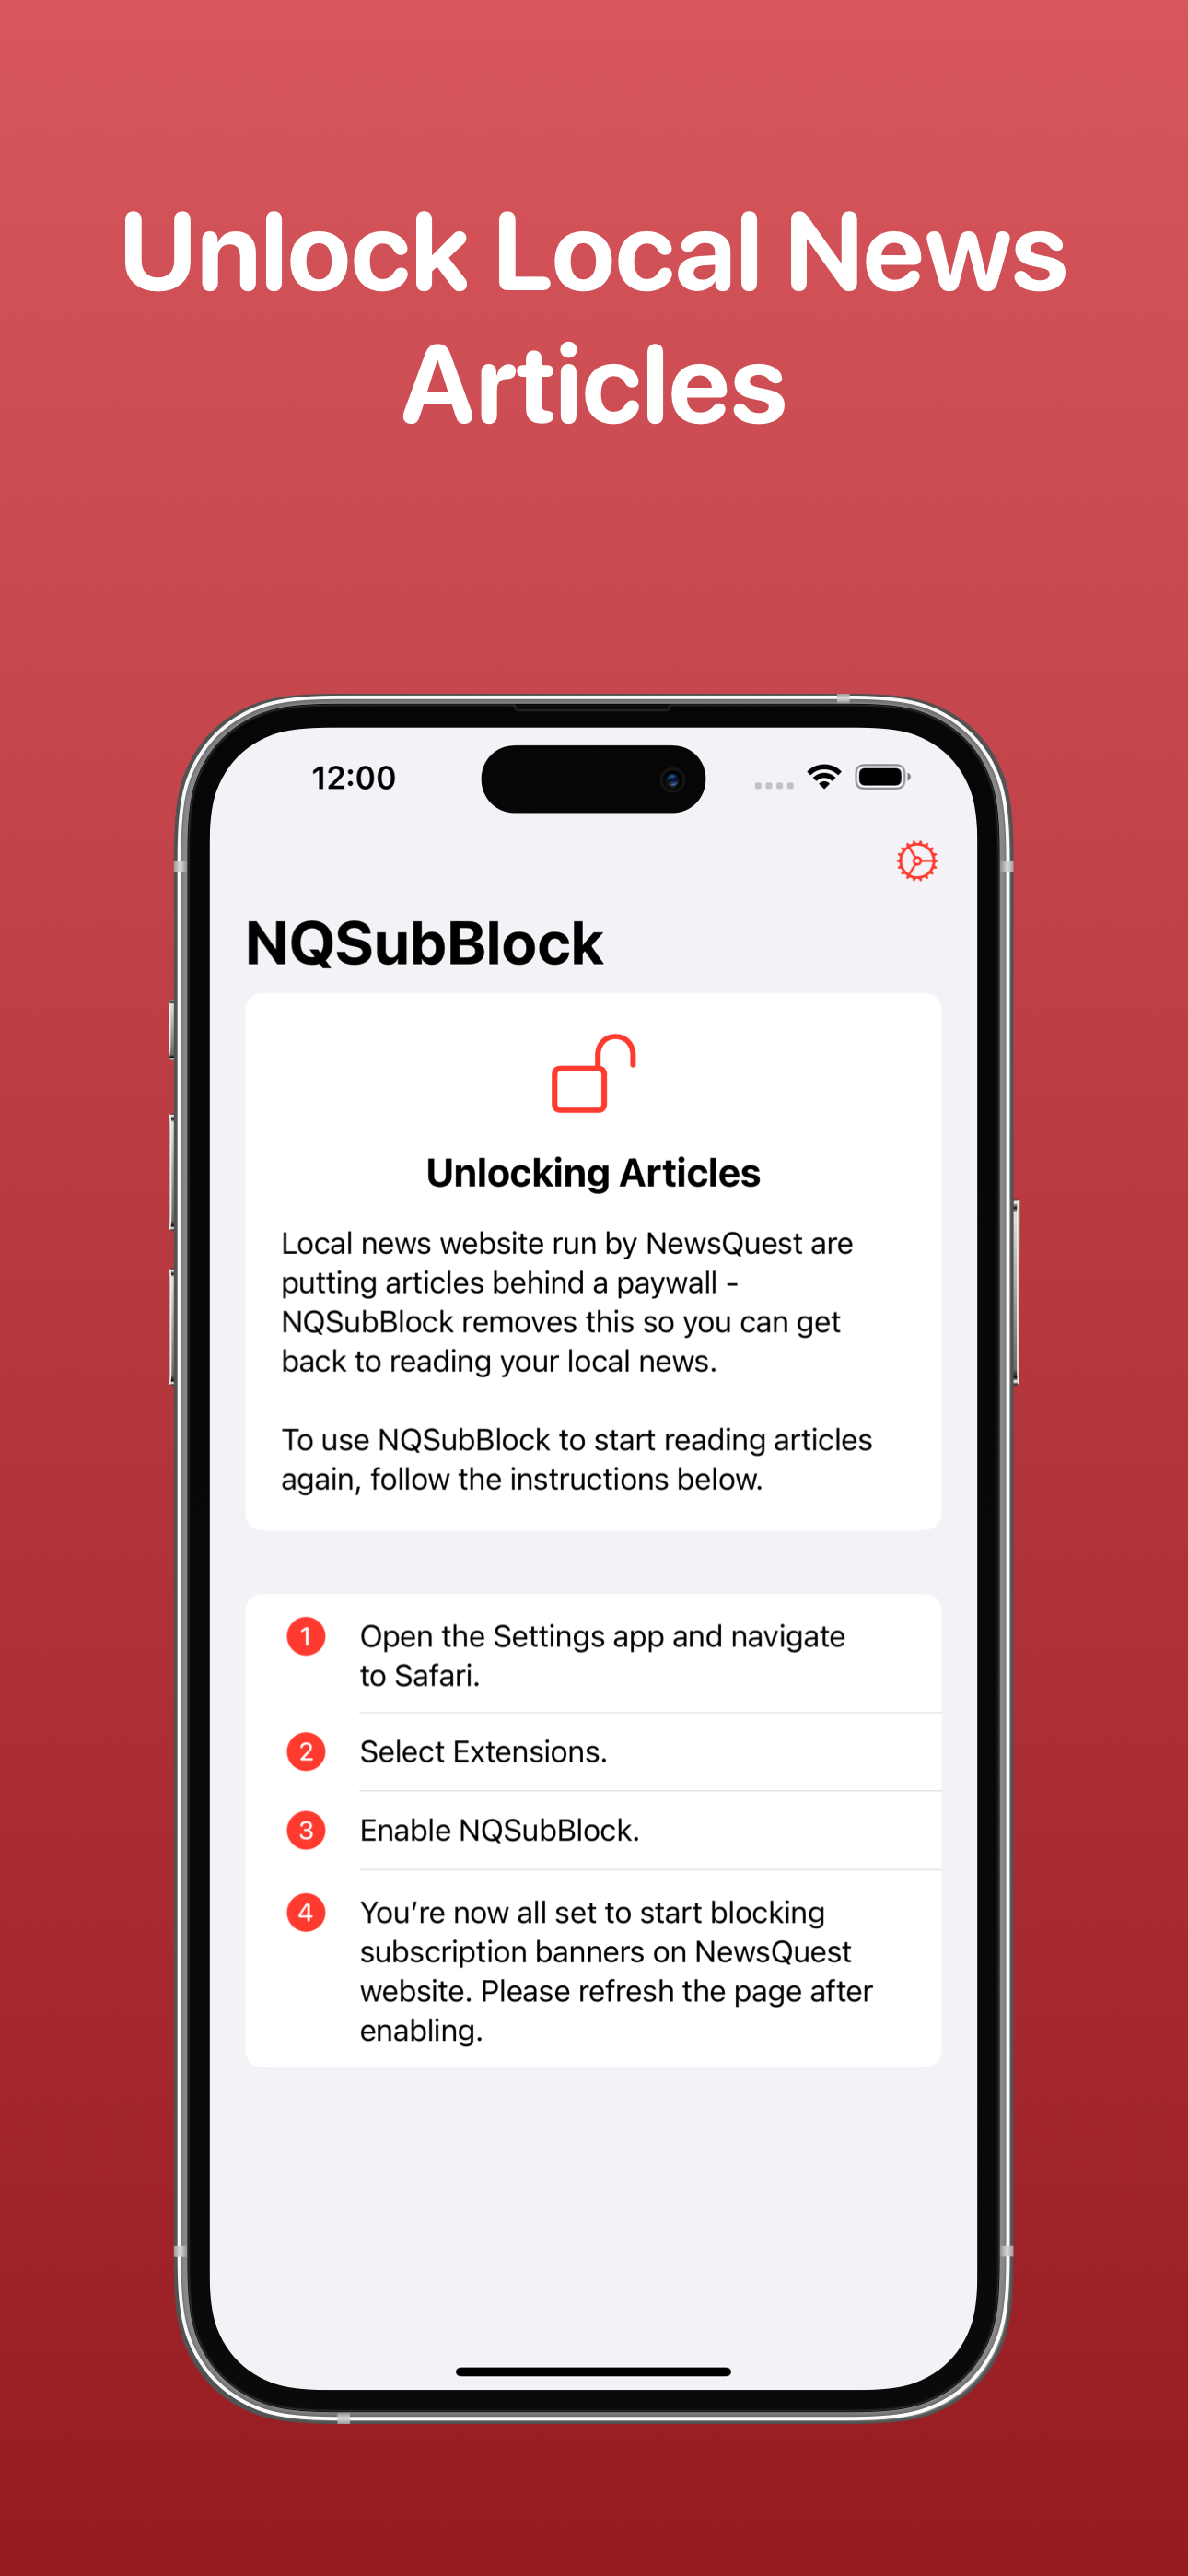 Unlock Local News
Articles
12:00
NQSubBlock
Unlocking Articles
Local news website run by NewsQuest are
putting articles behind a paywall -
NQSubBlock removes this so you can get
back to reading your local news.
To use NQSubBlock to start reading articles
again, follow the instructions below.
1 Open the Settings app and navigate
to Safari.
2 Select Extensions.
3 Enable NQSubBlock.
4 You’re now all set to start blocking
subscription banners on NewsQuest
website. Please refresh the page after
enabling.